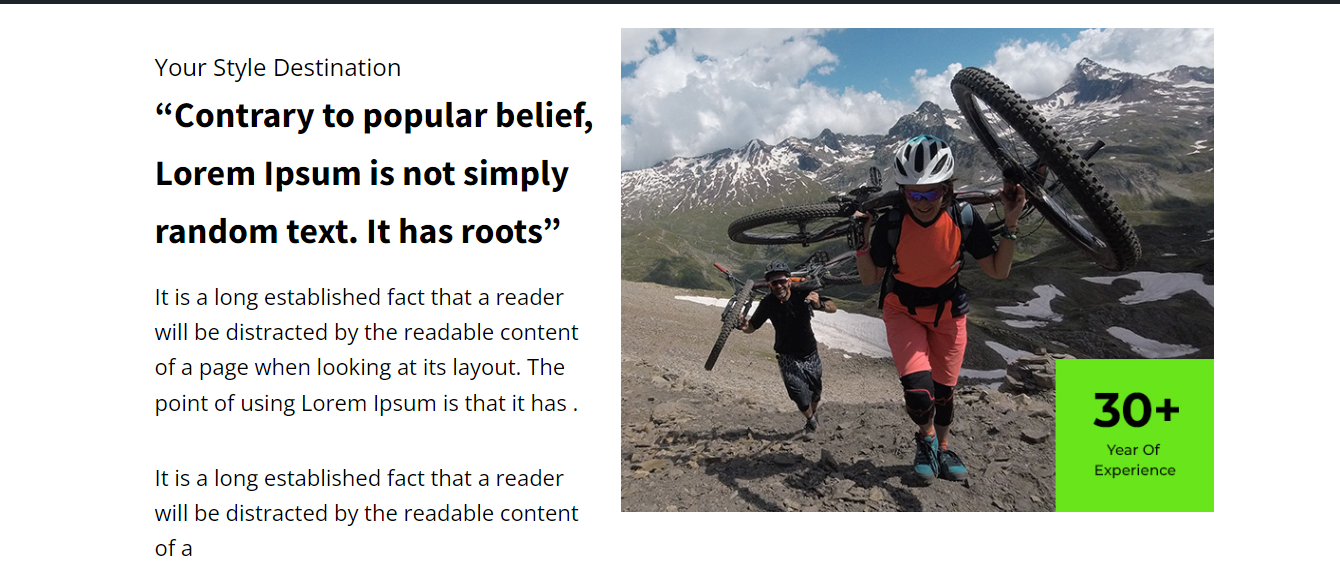 Your Style Destination
“Contrary to popular belief,
Lorem Ipsum is not simply
random text. It has roots”
It is a long established fact that a reader
will be distracted by the readable content
of a page when looking at its layout. The
point of using Lorem Ipsum is that it has .
It is a long established fact that a reader
will be distracted by the readable content
of a
30+
Year Of
Experience